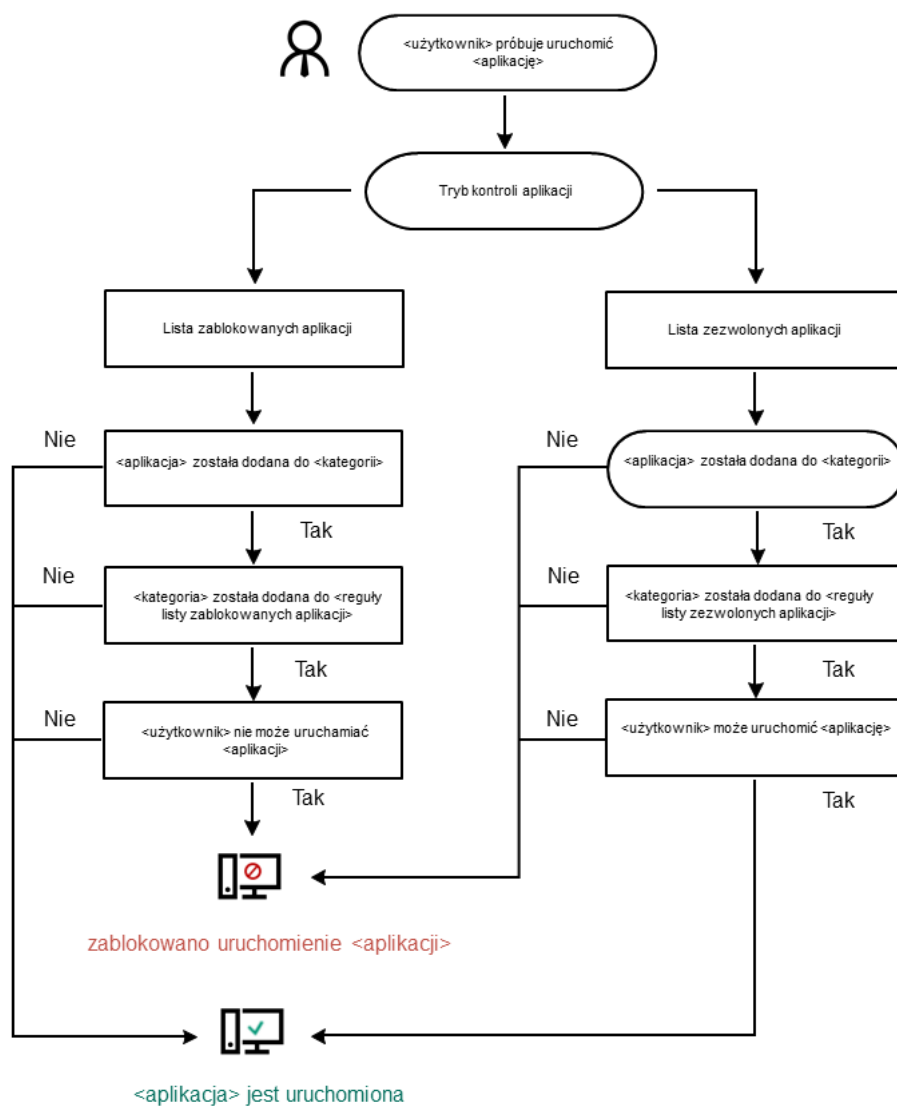 <użytkownik> próbuje uruchomić
<aplikację>
Tryb kontroli aplikacji
Lista zablokowanych aplikacji
Lista zezwolonych aplikacji
Nie
<aplikacja> została dodana do <kategorii>
Nie
<aplikacja> została dodana do <kategorii>
Tak
Tak
Nie
<kategoria> została dodana do <reguły
listy zablokowanych aplikacji>
Nie
<kategoria> została dodana do <reguły
listy zezwolonych aplikacji>
Tak
Tak
Nie
<użytkownik> nie może uruchamiać
<aplikacji>
Nie
<użytkownik> może uruchomić <aplikację>
Tak
Tak
zablokowano uruchomienie <aplikacji>
<aplikacja> jest uruchomiona